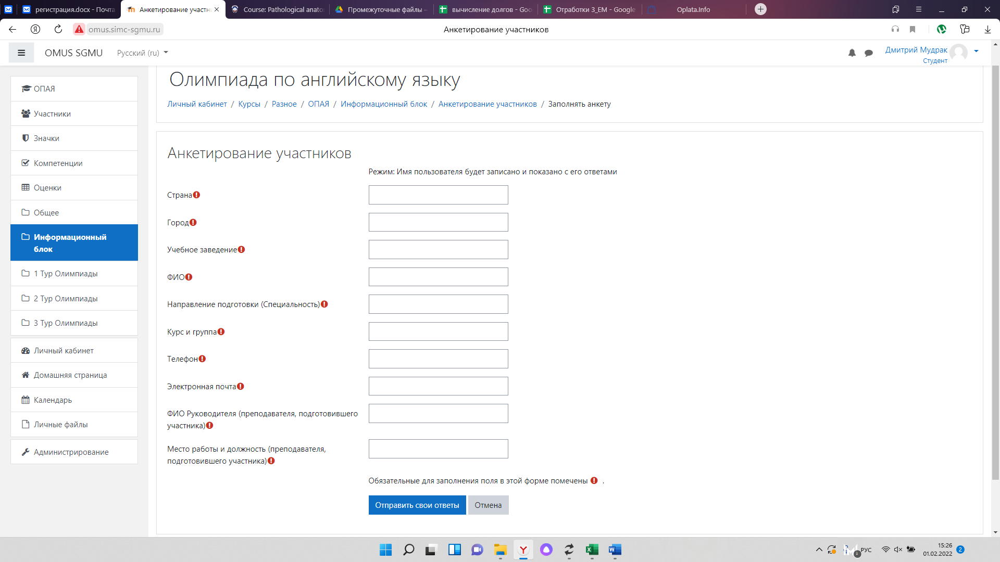 регистрация.docx - Почта
Анкетирование участн
Course: Pathological anato
Промежуточные файлы –
вычисление долгов - Goo
Отработки 3_ЕМ - Google
Oplata.Info
omus.simc-sgmu.ru
Анкетирование участников
OMUS SGMU
Русский (ru)
Дмитрий Мудрак
Студент
Олимпиада по английскому языку
Личный кабинет / Курсы / Разное / ОПАЯ / Информационный блок / Анкетирование участников / Заполнять анкету
ОПАЯ
Участники
Значки
Компетенции
Оценки
Общее
Информационный
блок
1 Тур Олимпиады
2 Тур Олимпиады
3 Тур Олимпиады
Личный кабинет
Домашняя страница
Календарь
Личные файлы
Администрирование
Анкетирование участников
Режим: Имя пользователя будет записано и показано с его ответами
Страна
Город
Учебное заведение
ФИО
Направление подготовки (Специальность)
Курс и группа
Телефон
Электронная почта
ФИО Руководителя (преподавателя, подготовившего
участника)
Место работы и должность (преподавателя,
подготовившего участника)
Обязательные для заполнения поля в этой форме помечены .
Отправить свои ответы
Отмена
РУС
15:26
01.02.2022
2